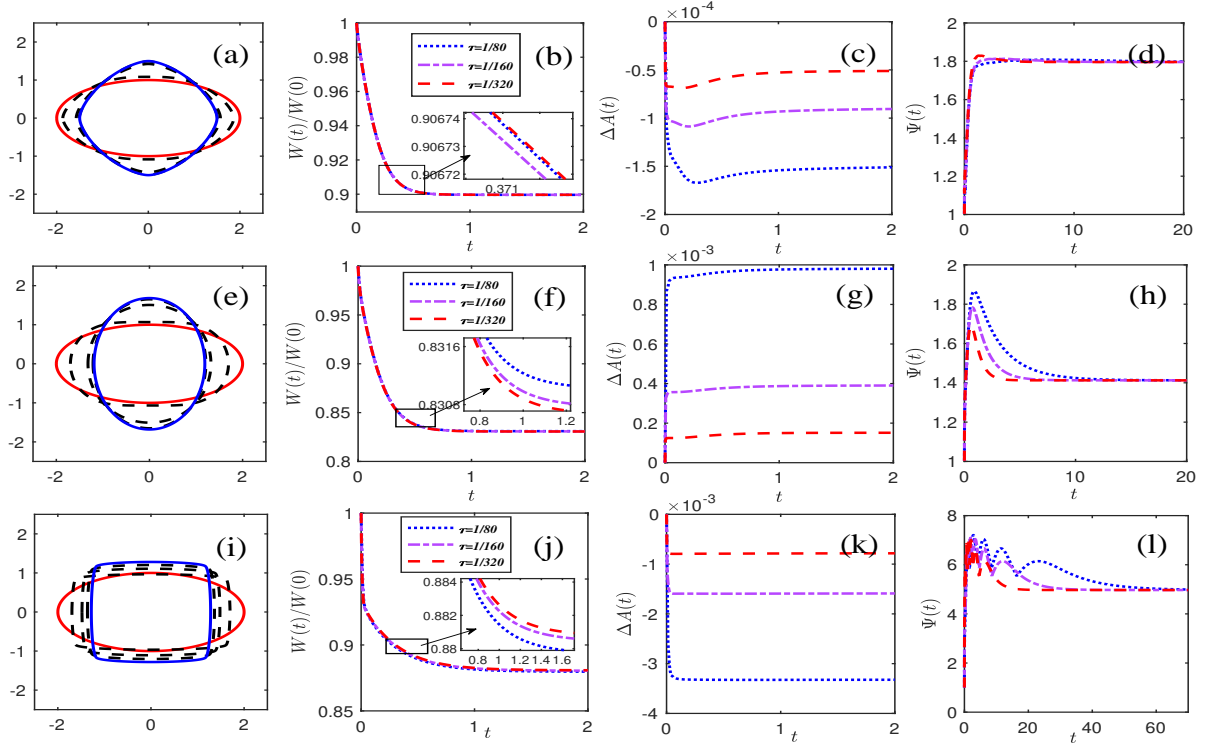 (a)
2
1
0
-1
-2
-2 0 2
(b)
W(t)/W(0)
1
0.98
0.96
0.94
0.92
0.9
τ=1/80
τ=1/160
τ=1/320
0.90674
0.90673
0.90672
0.371
0 1 2
t
(c)
×10⁻⁴
ΔA(t)
0
-0.5
-1
-1.5
-2
0 1 2
t
(d)
Ψ(t)
2
1.8
1.6
1.4
1.2
1
0 10 20
t
(e)
2
1
0
-1
-2
-2 0 2
(f)
W(t)/W(0)
1
0.95
0.9
0.85
0.8
τ=1/80
τ=1/160
τ=1/320
0.8316
0.8308
0.8 1 1.2
0 1 2
t
(g)
×10⁻³
ΔA(t)
1
0.8
0.6
0.4
0.2
0
0 1 2
t
(h)
Ψ(t)
2
1.8
1.6
1.4
1.2
1
0 10 20
t
(i)
2
1
0
-1
-2
-2 0 2
(j)
W(t)/W(0)
1
0.95
0.9
0.85
τ=1/80
τ=1/160
τ=1/320
0.884
0.882
0.88
0.8 1 1.2 1.4 1.6
0 1 2
t
(k)
×10⁻³
ΔA(t)
0
-1
-2
-3
-4
0 1 2
t
(l)
Ψ(t)
8
6
4
2
0
0 20 40 60
t